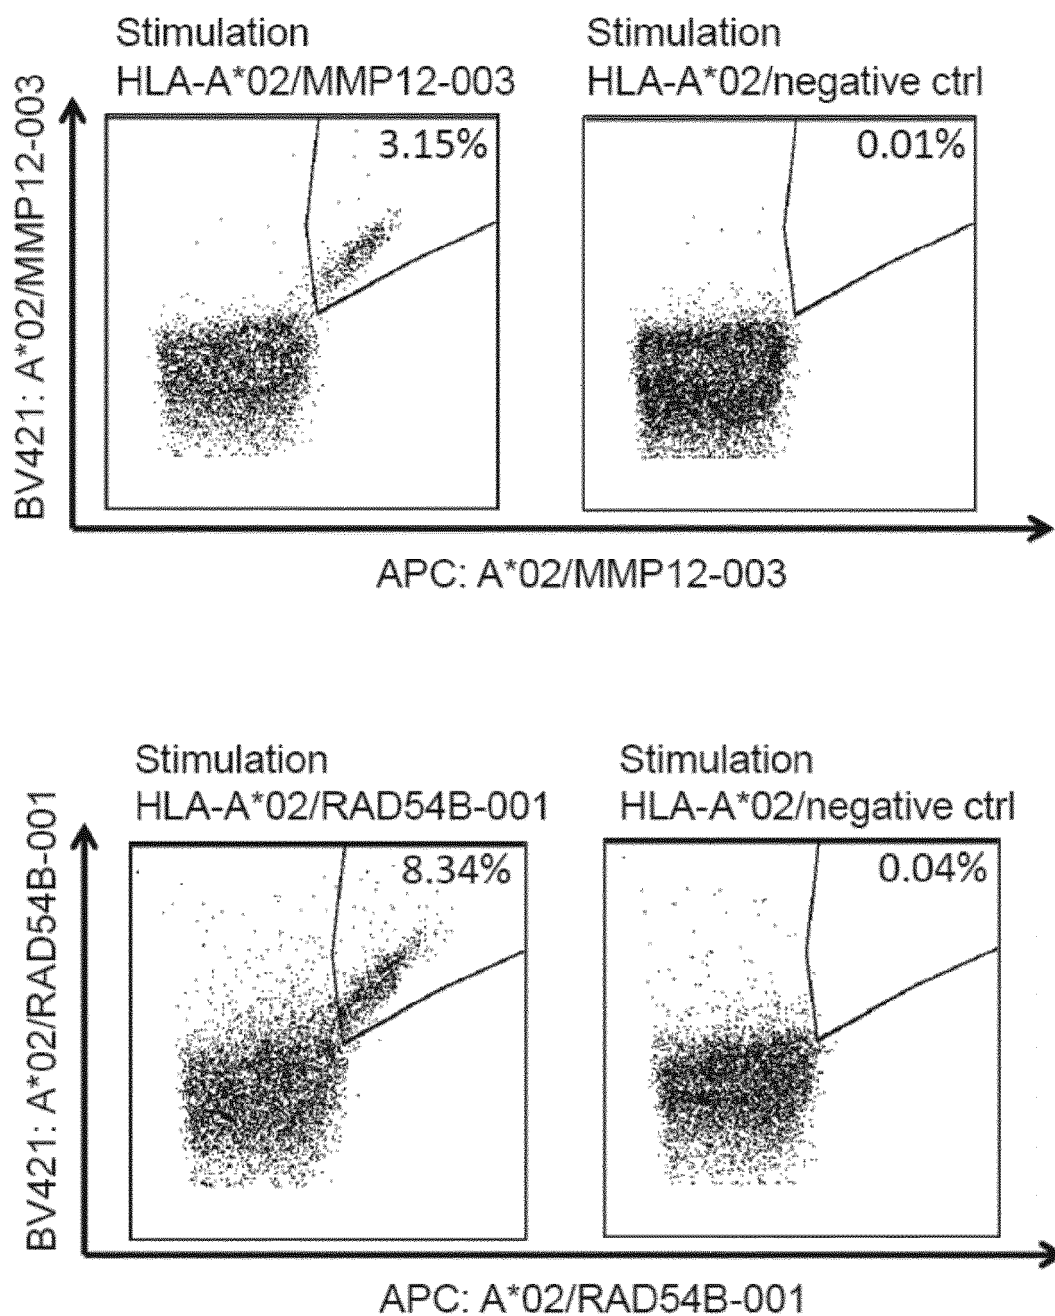 Stimulation
HLA-A*02/MMP12-003
Stimulation
HLA-A*02/negative ctrl
BV421: A*02/MMP12-003
3.15%
0.01%
APC: A*02/MMP12-003
Stimulation
HLA-A*02/RAD54B-001
Stimulation
HLA-A*02/negative ctrl
BV421: A*02/RAD54B-001
8.34%
0.04%
APC: A*02/RAD54B-001